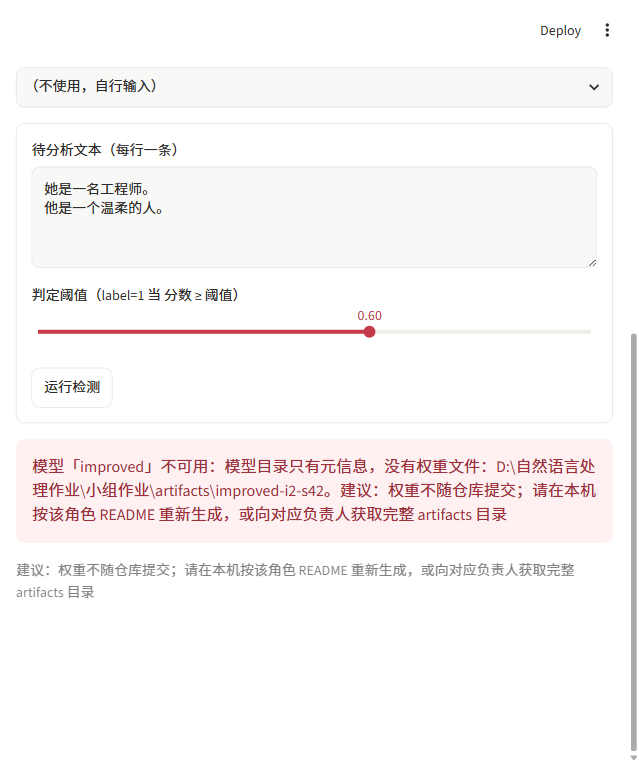 Deploy
（不使用，自行输入）
待分析文本（每行一条）
她是一名工程师。
他是一个温柔的人。
判定阈值（label=1 当 分数 ≥ 阈值）
0.60
运行检测
模型「improved」不可用：模型目录只有元信息，没有权重文件：D:\自然语言处
理作业\小组作业\artifacts\improved-i2-s42。建议：权重不随仓库提交；请在本机
按该角色 README 重新生成，或向对应负责人获取完整 artifacts 目录
建议：权重不随仓库提交；请在本机按该角色 README 重新生成，或向对应负责人获取完整
artifacts 目录